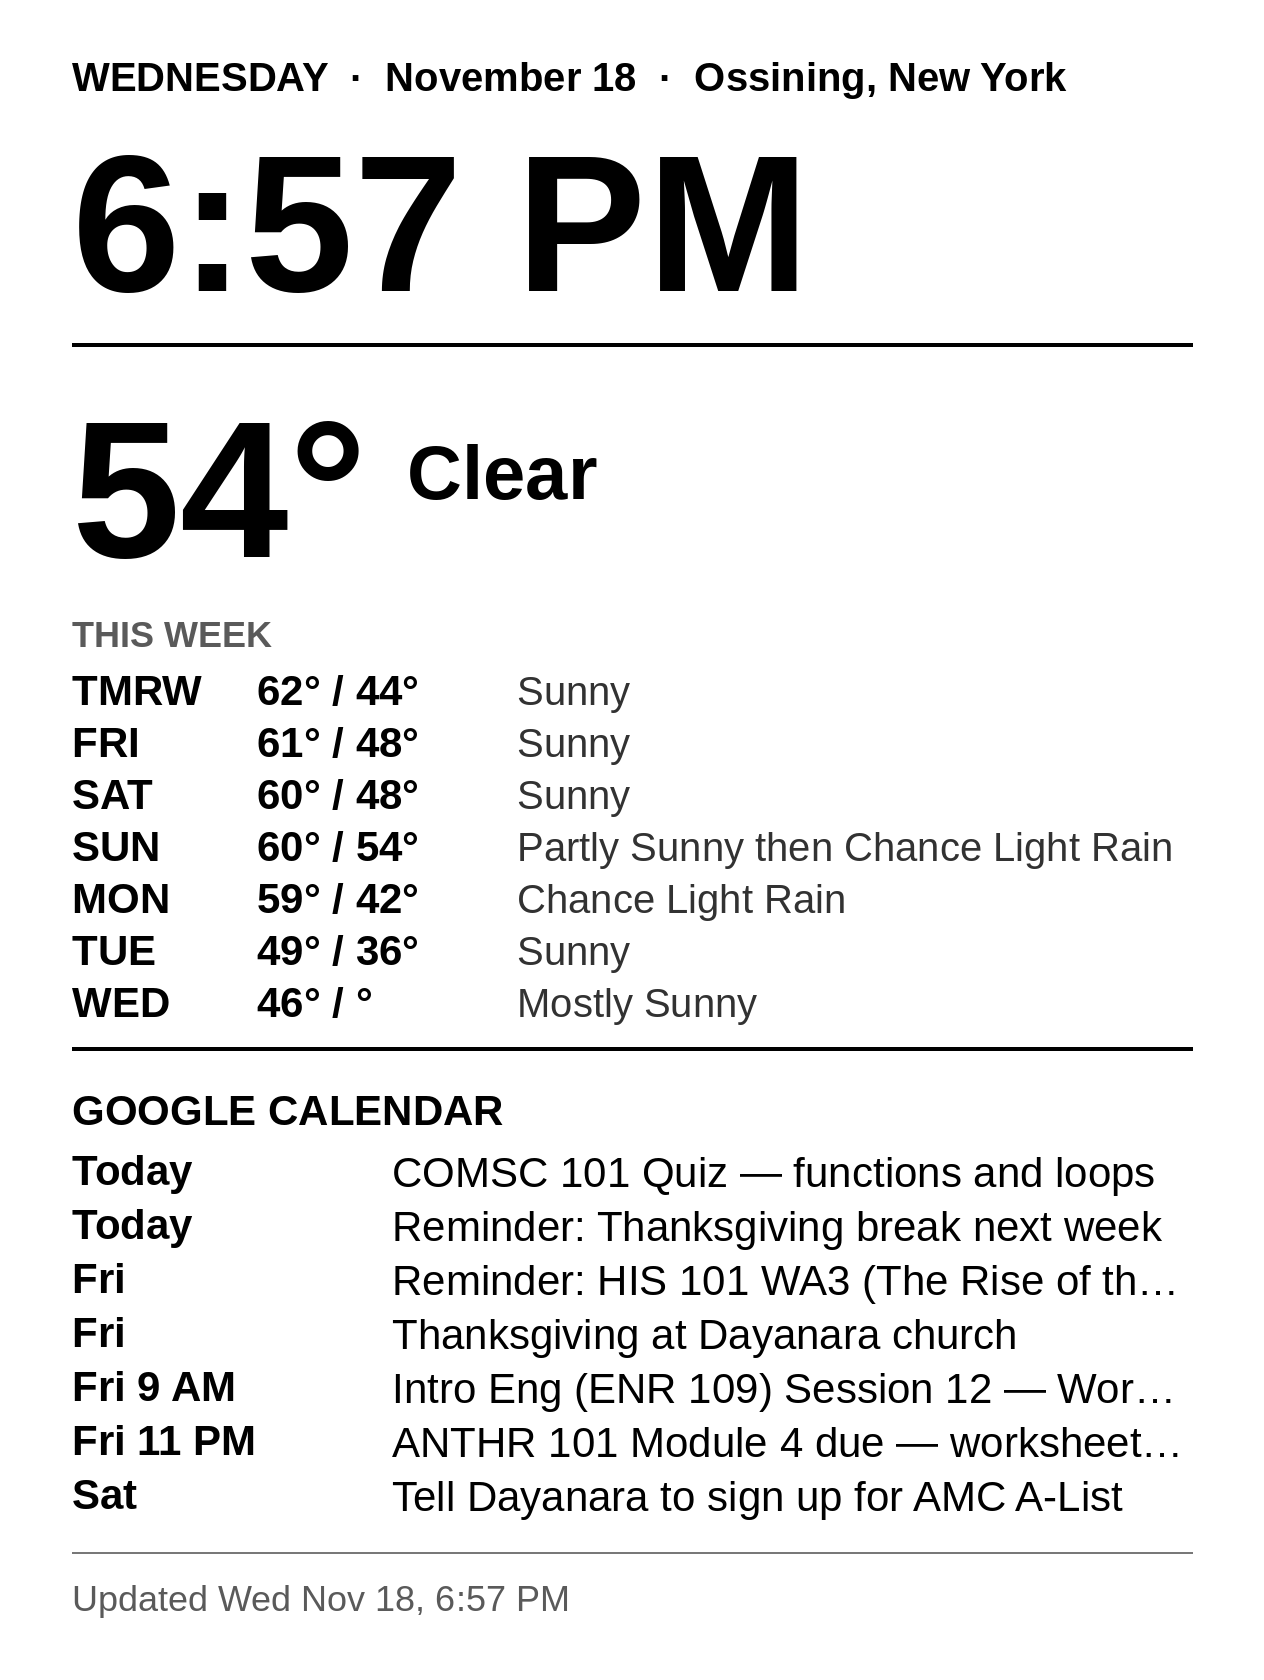 WEDNESDAY · November 18 · Ossining, New York
6:57 PM
54° Clear
THIS WEEK
TMRW 62° / 44° Sunny
FRI 61° / 48° Sunny
SAT 60° / 48° Sunny
SUN 60° / 54° Partly Sunny then Chance Light Rain
MON 59° / 42° Chance Light Rain
TUE 49° / 36° Sunny
WED 46° / ° Mostly Sunny
GOOGLE CALENDAR
Today COMSC 101 Quiz — functions and loops
Today Reminder: Thanksgiving break next week
Fri Reminder: HIS 101 WA3 (The Rise of th…
Fri Thanksgiving at Dayanara church
Fri 9 AM Intro Eng (ENR 109) Session 12 — Wor…
Fri 11 PM ANTHR 101 Module 4 due — worksheet…
Sat Tell Dayanara to sign up for AMC A-List
Updated Wed Nov 18, 6:57 PM